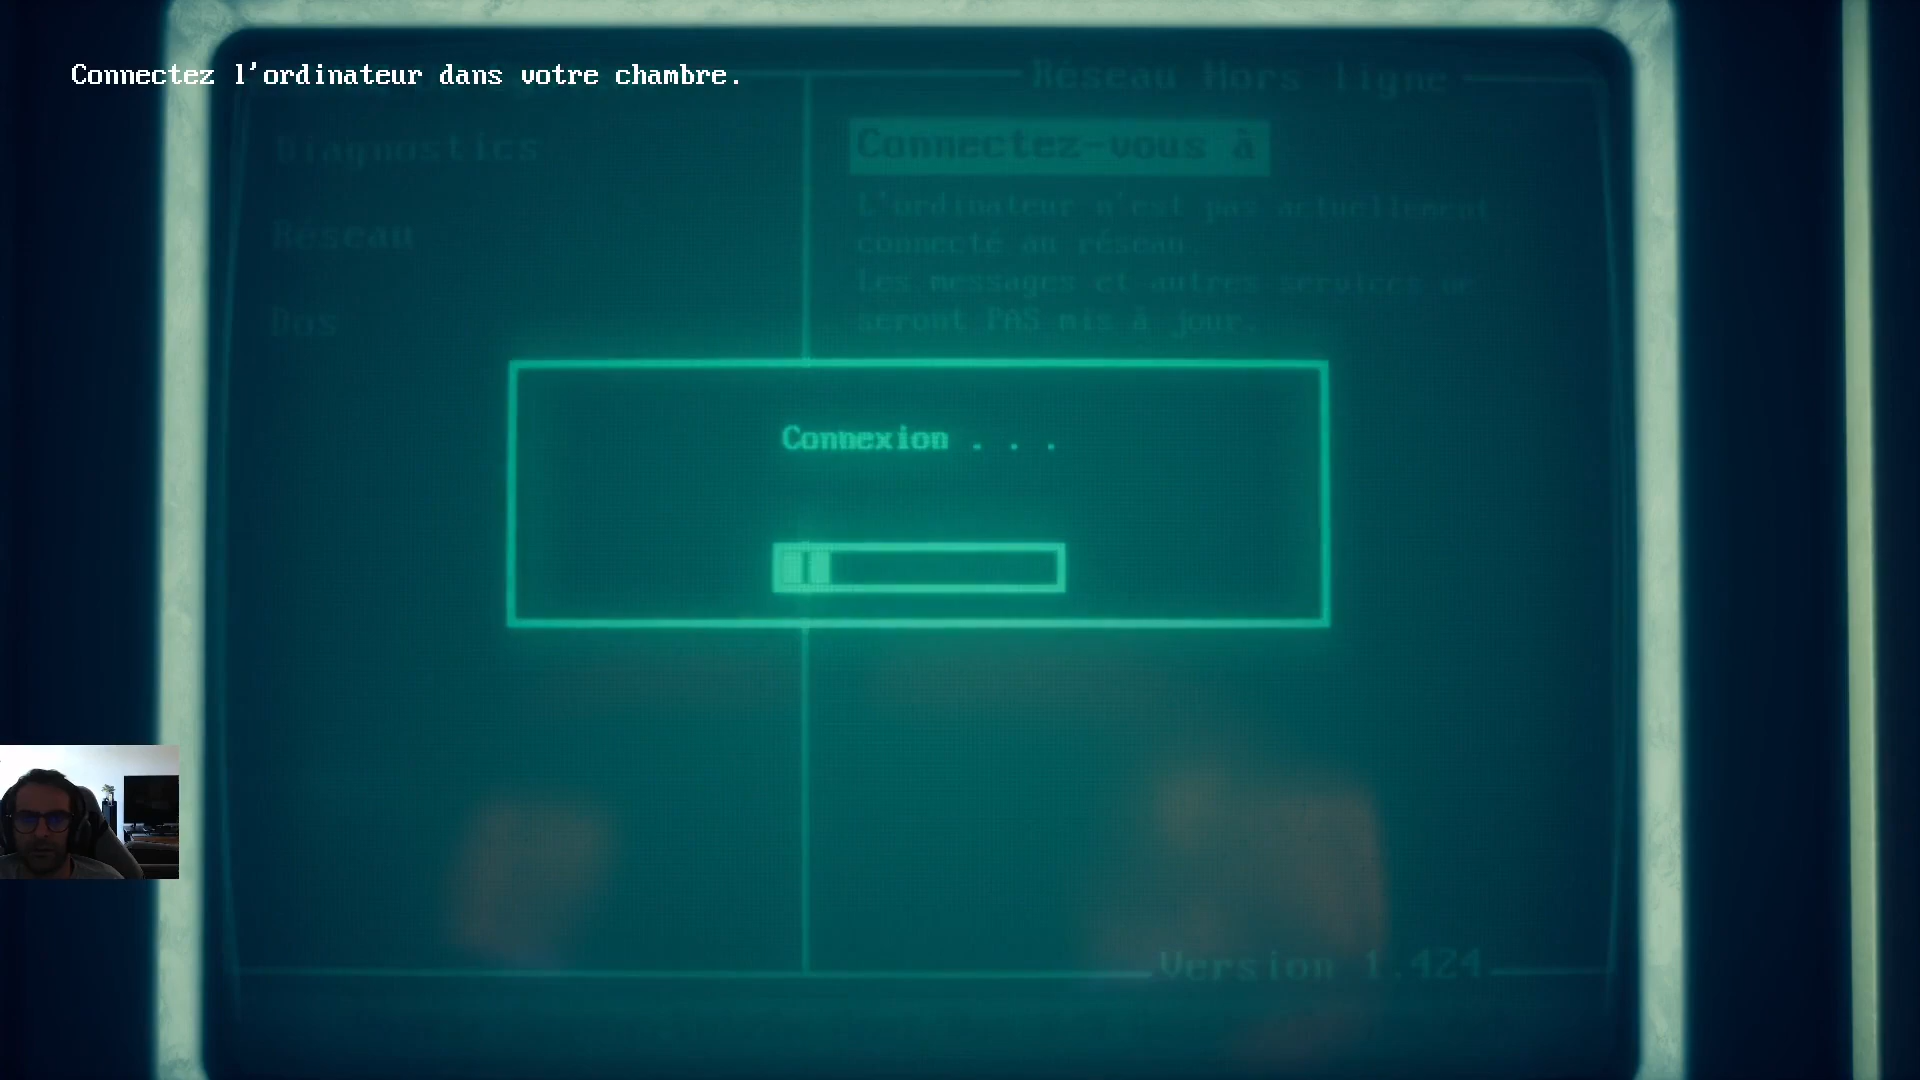 Connectez l'ordinateur dans votre chambre.
Réseau Hors ligne
Diagnostics
Connectez-vous à
L'ordinateur n'est pas actuellement
Réseau
connecté au réseau.
Les messages et autres services ne
Dos
seront PAS mis à jour.
Connexion . . .
Version 1.424